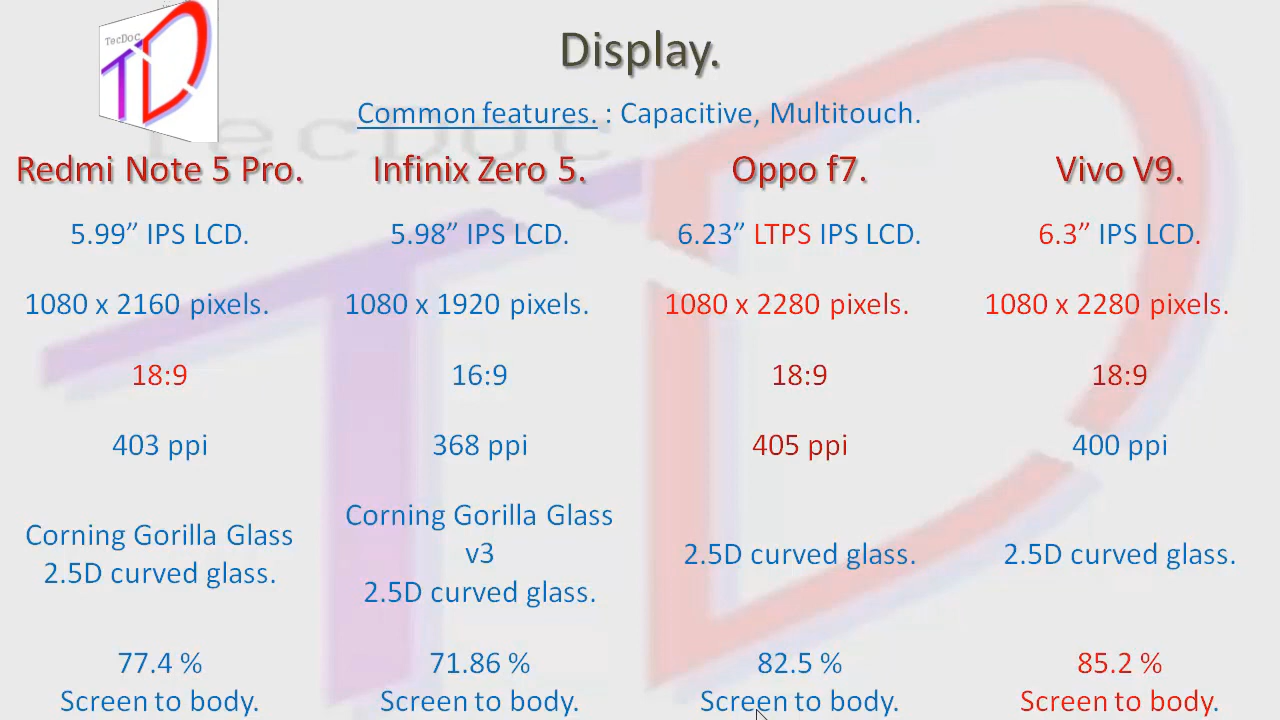 TecDoc
TD
Display.
Common features. : Capacitive, Multitouch.
TecDoc
Redmi Note 5 Pro. Infinix Zero 5. Oppo f7. Vivo V9.
5.99” IPS LCD. 5.98” IPS LCD. 6.23” LTPS IPS LCD. 6.3” IPS LCD.
1080 x 2160 pixels. 1080 x 1920 pixels. 1080 x 2280 pixels. 1080 x 2280 pixels.
18:9 16:9 18:9 18:9
403 ppi 368 ppi 405 ppi 400 ppi
Corning Gorilla Glass
2.5D curved glass.
Corning Gorilla Glass
v3
2.5D curved glass.
2.5D curved glass.
2.5D curved glass.
77.4 % 71.86 % 82.5 % 85.2 %
Screen to body. Screen to body. Screen to body. Screen to body.